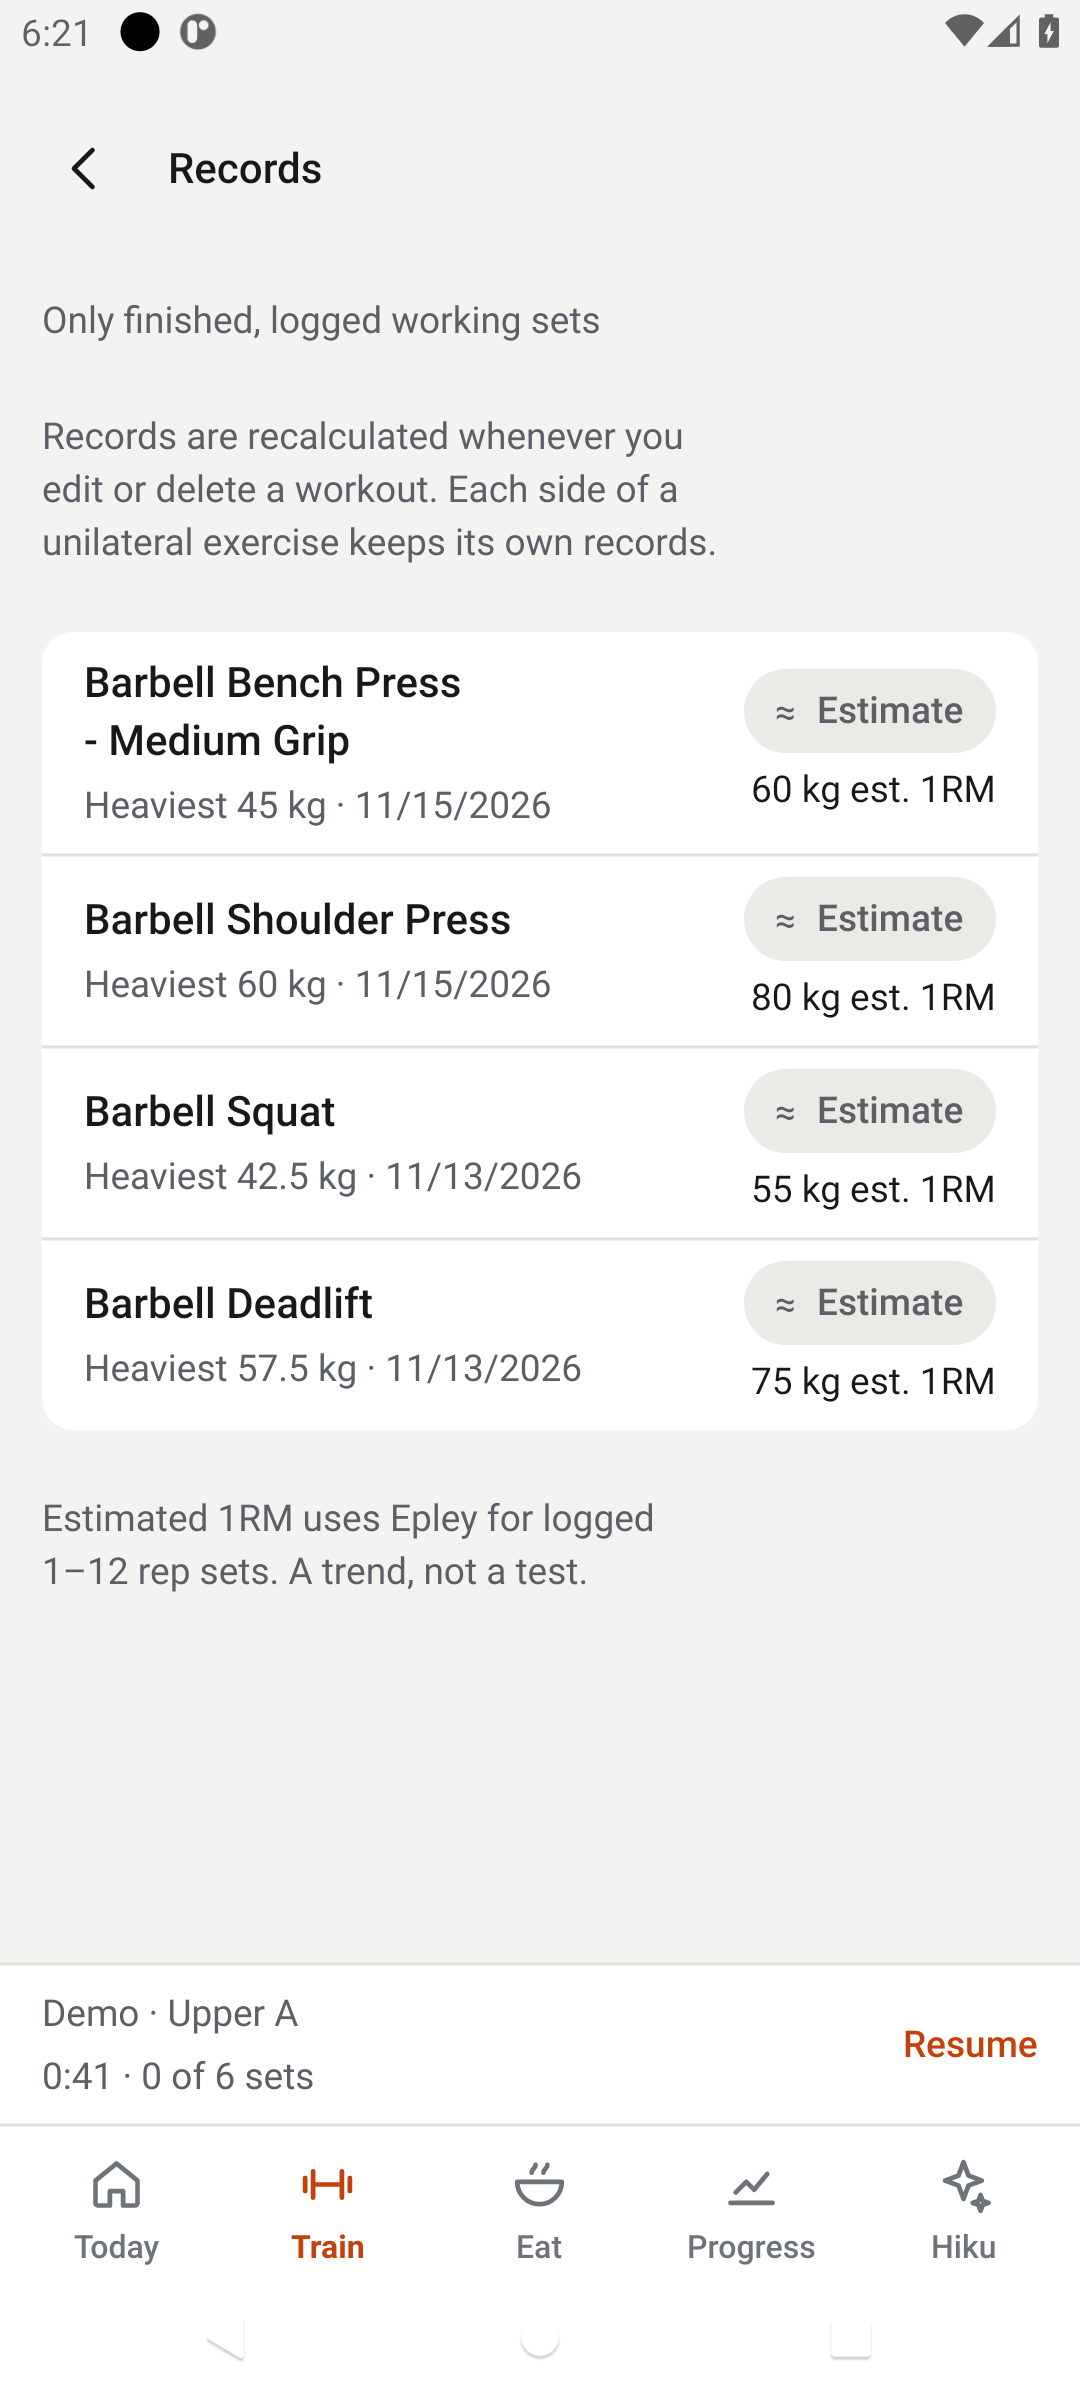 6:21
Records
Only finished, logged working sets
Records are recalculated whenever you
edit or delete a workout. Each side of a
unilateral exercise keeps its own records.
Barbell Bench Press
- Medium Grip
Heaviest 45 kg · 11/15/2026
≈ Estimate
60 kg est. 1RM
Barbell Shoulder Press
Heaviest 60 kg · 11/15/2026
≈ Estimate
80 kg est. 1RM
Barbell Squat
Heaviest 42.5 kg · 11/13/2026
≈ Estimate
55 kg est. 1RM
Barbell Deadlift
Heaviest 57.5 kg · 11/13/2026
≈ Estimate
75 kg est. 1RM
Estimated 1RM uses Epley for logged
1–12 rep sets. A trend, not a test.
Demo · Upper A
0:41 · 0 of 6 sets
Resume
Today
Train
Eat
Progress
Hiku